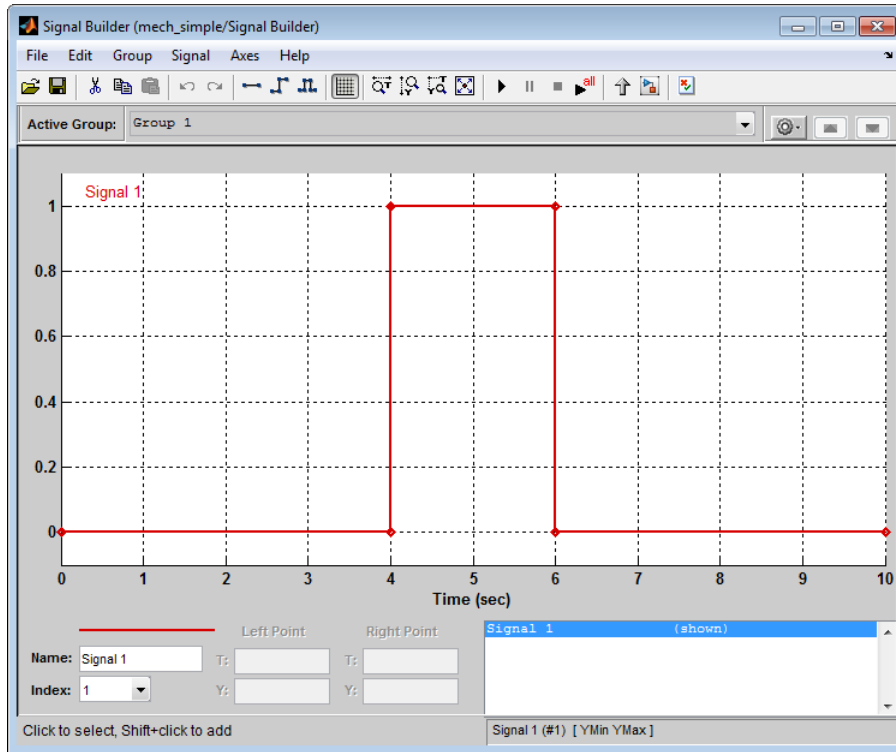 Signal Builder (mech_simple/Signal Builder)
File Edit Group Signal Axes Help
all
Active Group: Group 1
Signal 1
1
0.8
0.6
0.4
0.2
0
0 1 2 3 4 5 6 7 8 9 10
Time (sec)
Left Point Right Point
Name: Signal 1 T: T:
Index: 1 Y: Y:
Signal 1 (shown)
Click to select, Shift+click to add
Signal 1 (#1) [ YMin YMax ]